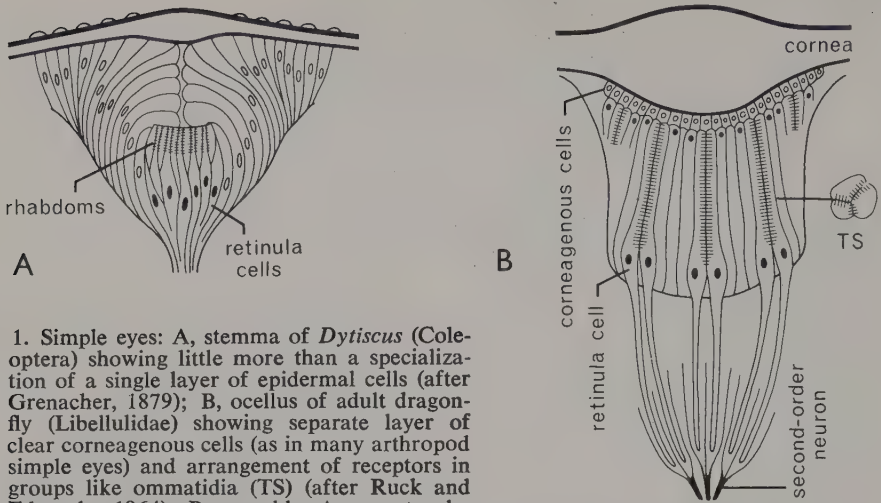 rhabdoms
retinula
cells
A
cornea
corneagenous cells
TS
B
retinula cell
second-order
neuron
1. Simple eyes: A, stemma of Dytiscus (Cole-
optera) showing little more than a specializa-
tion of a single layer of epidermal cells (after
Grenacher, 1879); B, ocellus of adult dragon-
fly (Libellulidae) showing separate layer of
clear corneagenous cells (as in many arthropod
simple eyes) and arrangement of receptors in
groups like ommatidia (TS) (after Ruck and